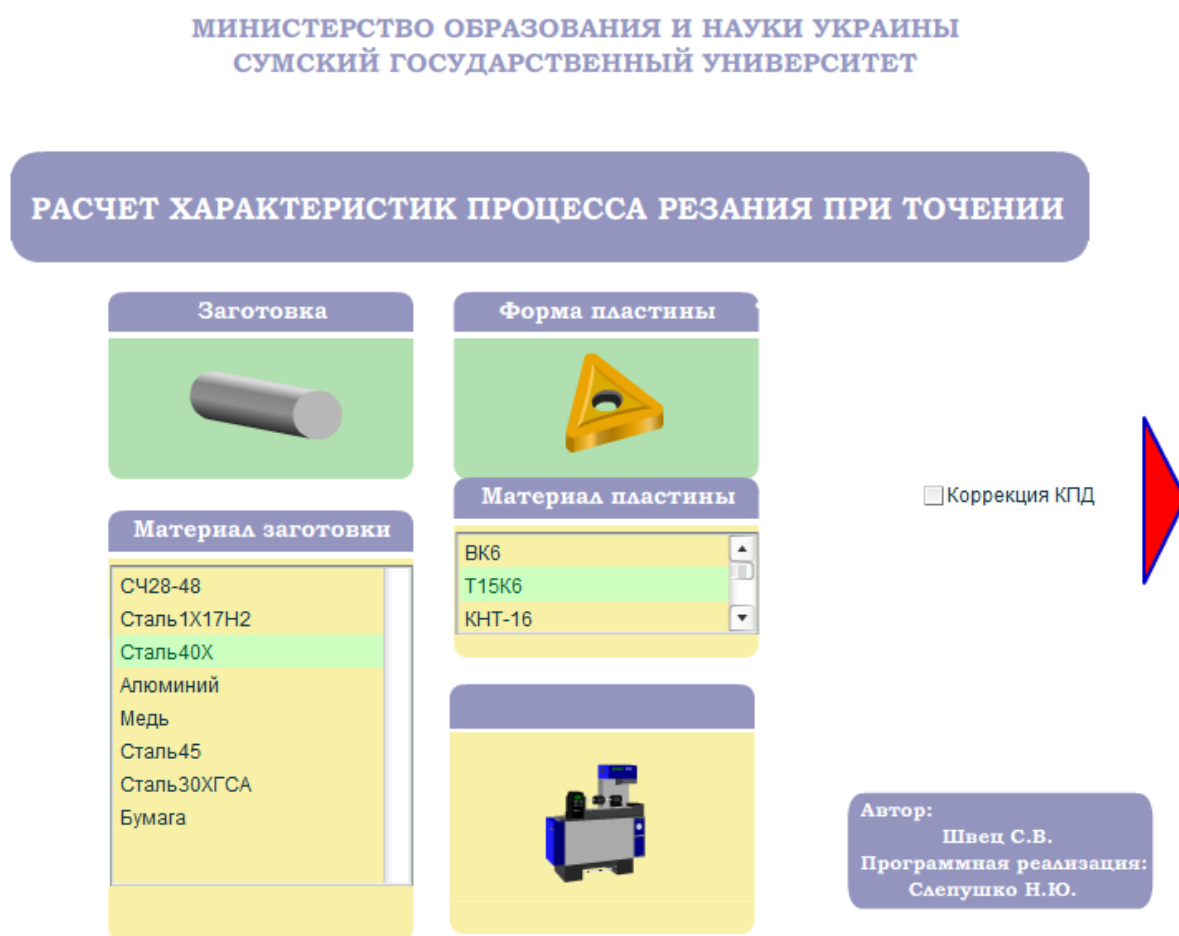 МИНИСТЕРСТВО ОБРАЗОВАНИЯ И НАУКИ УКРАИНЫ
СУМСКИЙ ГОСУДАРСТВЕННЫЙ УНИВЕРСИТЕТ
РАСЧЕТ ХАРАКТЕРИСТИК ПРОЦЕССА РЕЗАНИЯ ПРИ ТОЧЕНИИ
Заготовка
Форма пластины
Материал заготовки
СЧ28-48
Сталь1Х17Н2
Сталь40Х
Алюминий
Медь
Сталь45
Сталь30ХГСА
Бумага
Материал пластины
ВК6
Т15К6
КНТ-16
Коррекция КПД
Автор:
Швец С.В.
Программная реализация:
Слепушко Н.Ю.